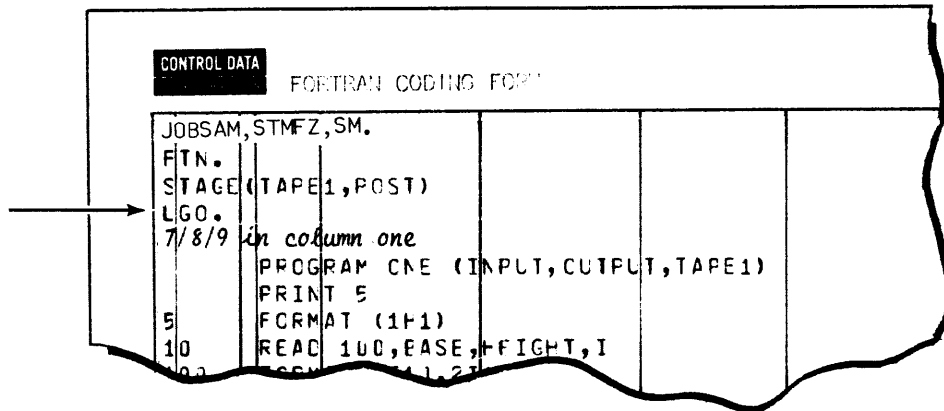 CONTROL DATA
FORTRAN CODING FORM
JOBSAM,STMFZ,SM.
FTN.
STAGE(TAPE1,POST)
LGO.
7/8/9 in column one
PROGRAM ONE (INPUT,OUTPUT,TAPE1)
PRINT 5
5 FORMAT (1H1)
10 READ 100,BASE,HEIGHT,I